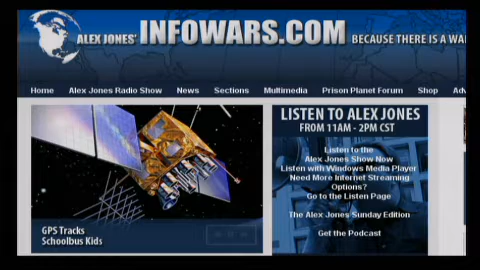 ALEX JONES' INFOWARS.COM BECAUSE THERE IS A WA
Home Alex Jones Radio Show News Sections Multimedia Prison Planet Forum Shop Adv
LISTEN TO ALEX JONES
FROM 11AM - 2PM CST
Listen to the
Alex Jones Show Now
Listen with Windows Media Player
Need More Internet Streaming
Options?
Go to the Listen Page
The Alex Jones Sunday Edition
Get the Podcast
GPS Tracks
Schoolbus Kids